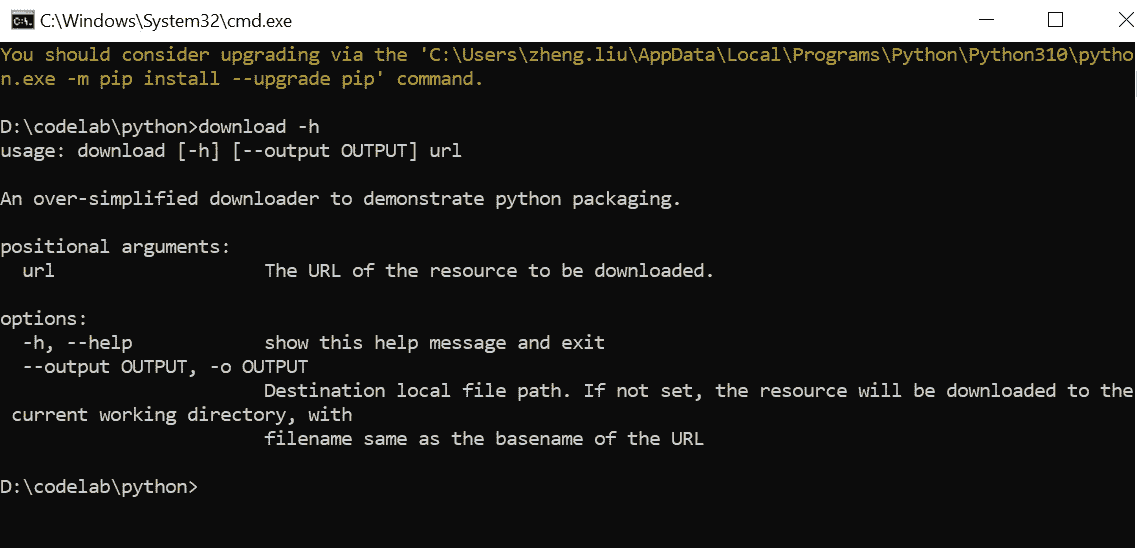 C:\Windows\System32\cmd.exe
You should consider upgrading via the 'C:\Users\zheng.liu\AppData\Local\Programs\Python\Python310\pytho
n.exe -m pip install --upgrade pip' command.
D:\codelab\python>download -h
usage: download [-h] [--output OUTPUT] url
An over-simplified downloader to demonstrate python packaging.
positional arguments:
  url                   The URL of the resource to be downloaded.
options:
  -h, --help            show this help message and exit
  --output OUTPUT, -o OUTPUT
                        Destination local file path. If not set, the resource will be downloaded to the
 current working directory, with
                        filename same as the basename of the URL
D:\codelab\python>